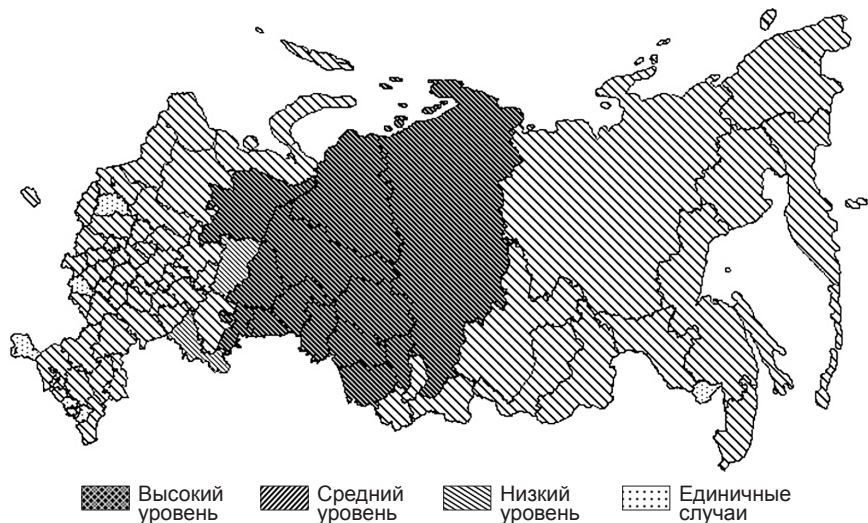 Высокий
уровень
Средний
уровень
Низкий
уровень
Единичные
случаи